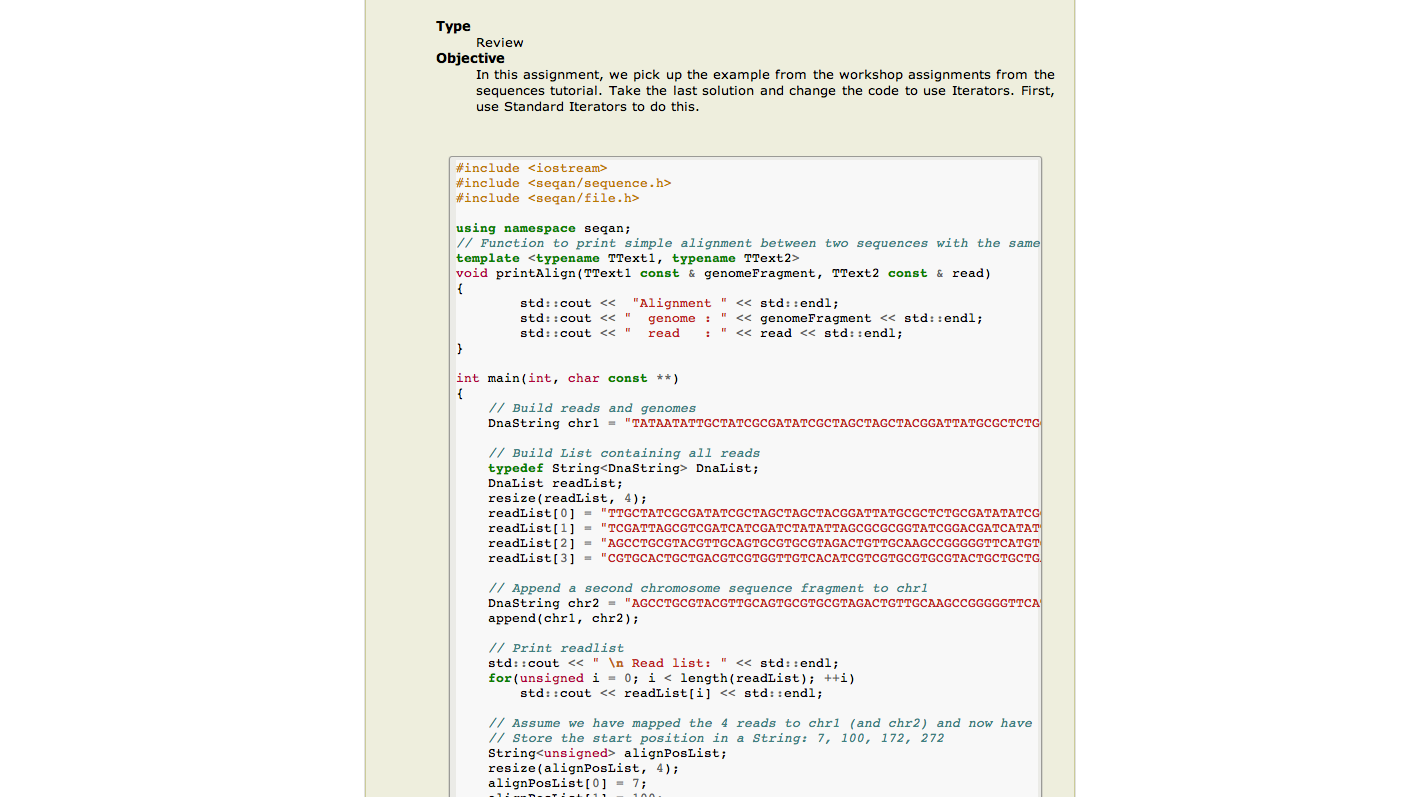 Type
Review
Objective
In this assignment, we pick up the example from the workshop assignments from the
sequences tutorial. Take the last solution and change the code to use Iterators. First,
use Standard Iterators to do this.
#include <iostream>
#include <seqan/sequence.h>
#include <seqan/file.h>
using namespace seqan;
// Function to print simple alignment between two sequences with the same
template <typename TText1, typename TText2>
void printAlign(TText1 const & genomeFragment, TText2 const & read)
{
std::cout <<  "Alignment " << std::endl;
std::cout << "  genome : " << genomeFragment << std::endl;
std::cout << "  read   : " << read << std::endl;
}
int main(int, char const **)
{
// Build reads and genomes
DnaString chr1 = "TATAATATTGCTATCGCGATATCGCTAGCTAGCTACGGATTATGCGCTCTG
// Build List containing all reads
typedef String<DnaString> DnaList;
DnaList readList;
resize(readList, 4);
readList[0] = "TTGCTATCGCGATATCGCTAGCTAGCTACGGATTATGCGCTCTGCGATATATCG
readList[1] = "TCGATTAGCGTCGATCATCGATCTATATTAGCGCGCGGTATCGGACGATCATAT
readList[2] = "AGCCTGCGTACGTTGCAGTGCGTGCGTAGACTGTTGCAAGCCGGGGGTTCATGT
readList[3] = "CGTGCACTGCTGACGTCGTGGTTGTCACATCGTCGTGCGTGCGTACTGCTGCTG
// Append a second chromosome sequence fragment to chr1
DnaString chr2 = "AGCCTGCGTACGTTGCAGTGCGTGCGTAGACTGTTGCAAGCCGGGGGTTCA
append(chr1, chr2);
// Print readlist
std::cout << " \n Read list: " << std::endl;
for(unsigned i = 0; i < length(readList); ++i)
std::cout << readList[i] << std::endl;
// Assume we have mapped the 4 reads to chr1 (and chr2) and now have
// Store the start position in a String: 7, 100, 172, 272
String<unsigned> alignPosList;
resize(alignPosList, 4);
alignPosList[0] = 7;